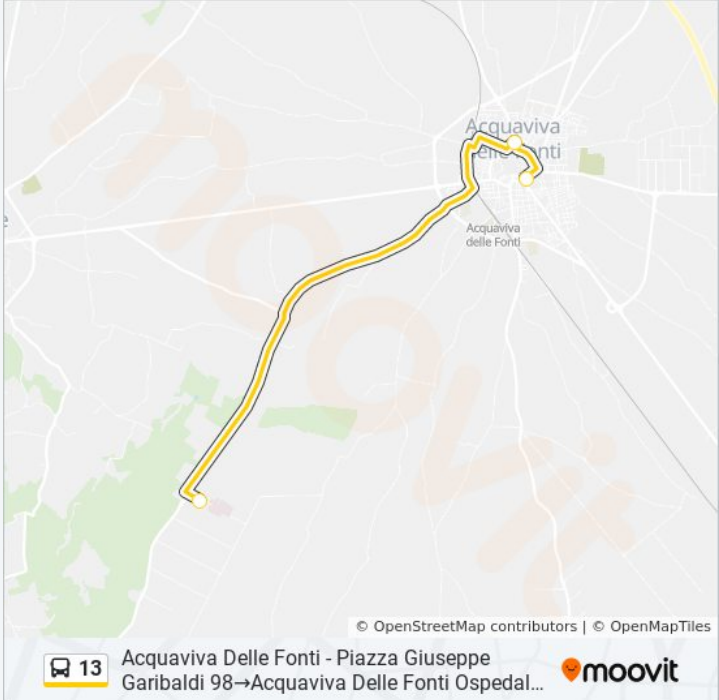 moovit
Acquaviva
delle Fonti
Acquaviva
delle Fonti
e
© OpenStreetMap contributors | © OpenMapTiles
13
Acquaviva Delle Fonti - Piazza Giuseppe
Garibaldi 98→Acquaviva Delle Fonti Ospedal...
moovit